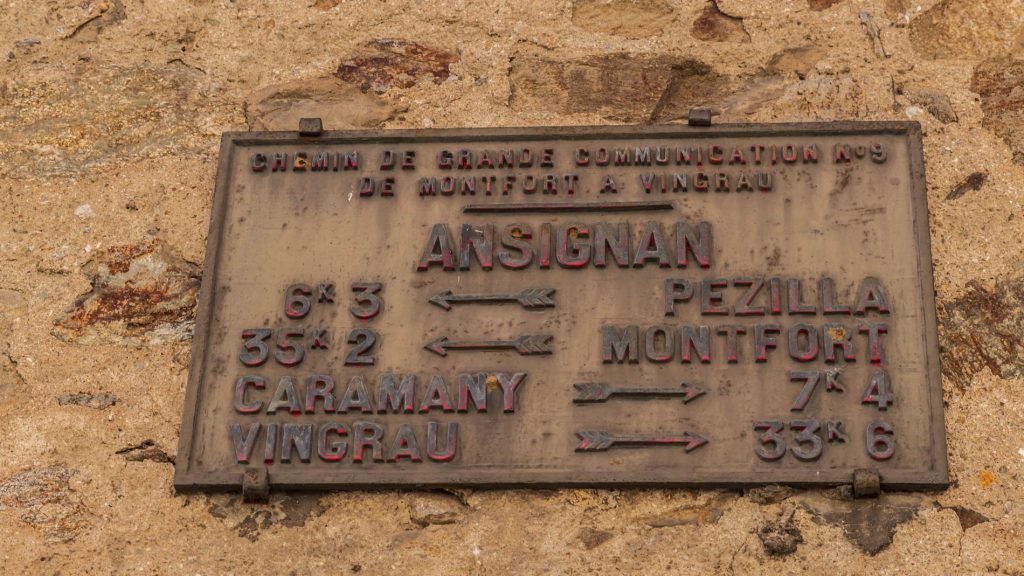 CHEMIN DE GRANDE COMMUNICATION Nº9
DE MONTFORT A VINGRAU
ANSIGNAN
6K 3 ← PEZILLA
35K 2 ← MONTFORT
CARAMANY → 7K 4
VINGRAU → 33K 6